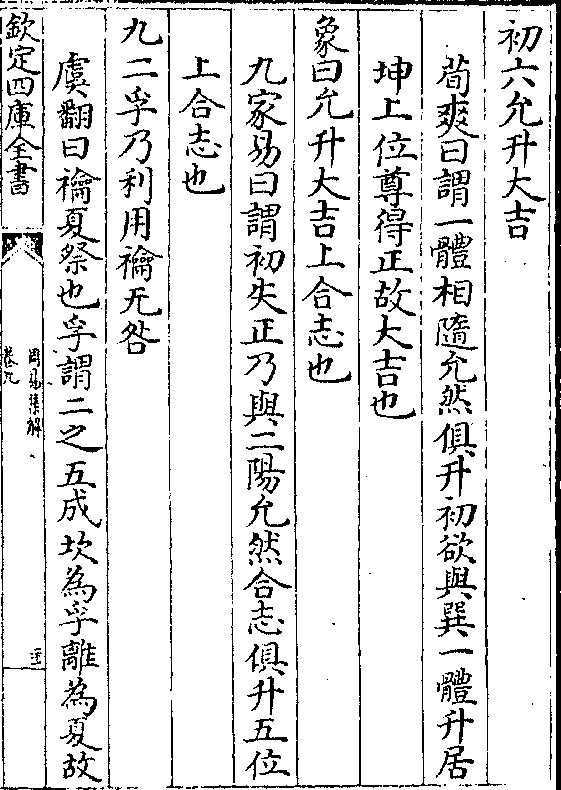 初六允升大吉
荀爽曰謂一體相隨允然俱升初欲與巽一體升居
坤上位尊得正故大吉也
象曰允升大吉上合志也
九家易曰謂初失正乃與二陽允然合志俱升五位
上合志也
九二孚乃利用禴无咎
虞翻曰禴夏祭也孚謂二之五成坎為孚離為夏故
欽定四庫全書
周易集解
卷九